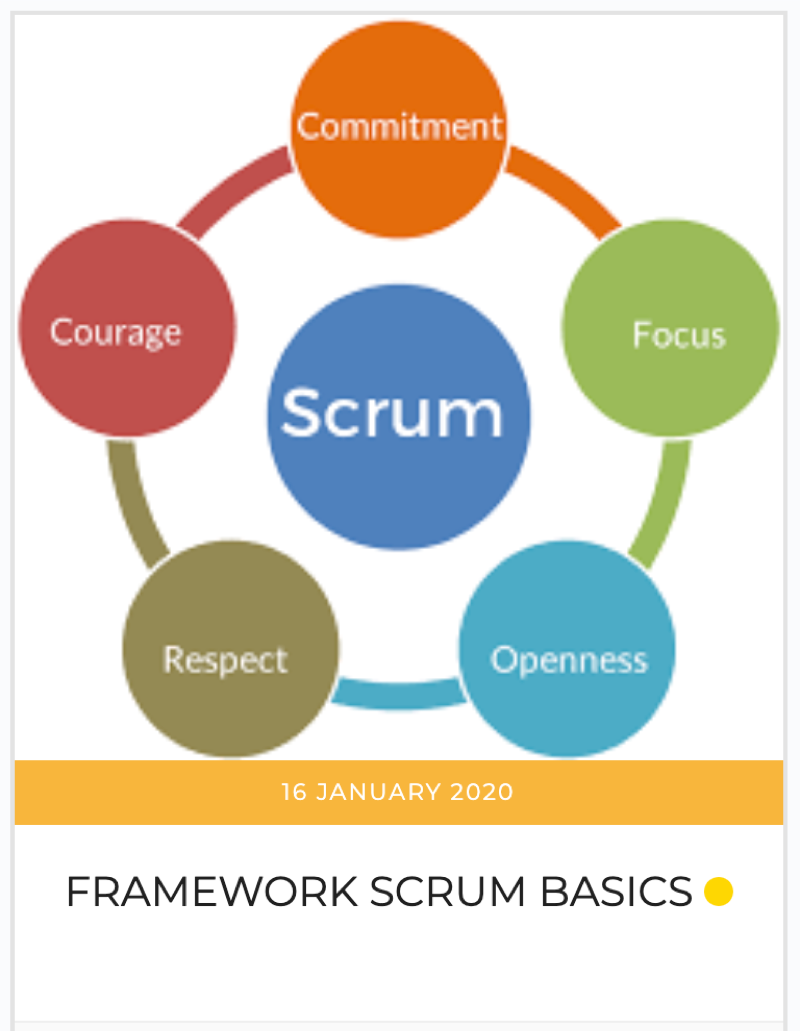 Commitment
Courage
Focus
Scrum
Respect
Openness
16 JANUARY 2020
FRAMEWORK SCRUM BASICS